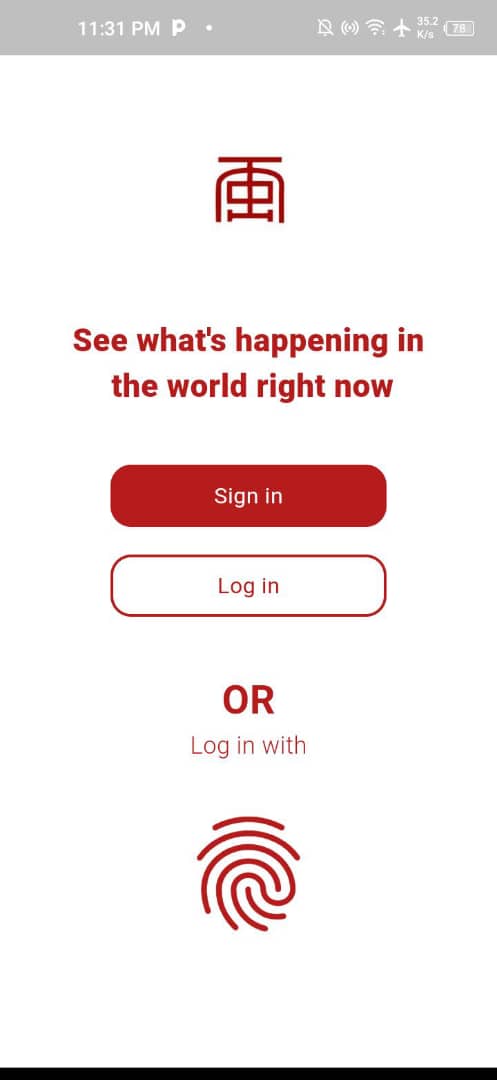 11:31 PM
35.2
K/s
76
See what's happening in
the world right now
Sign in
Log in
OR
Log in with